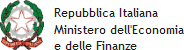 Repubblica Italiana
Ministero dell'Economia
e delle Finanze